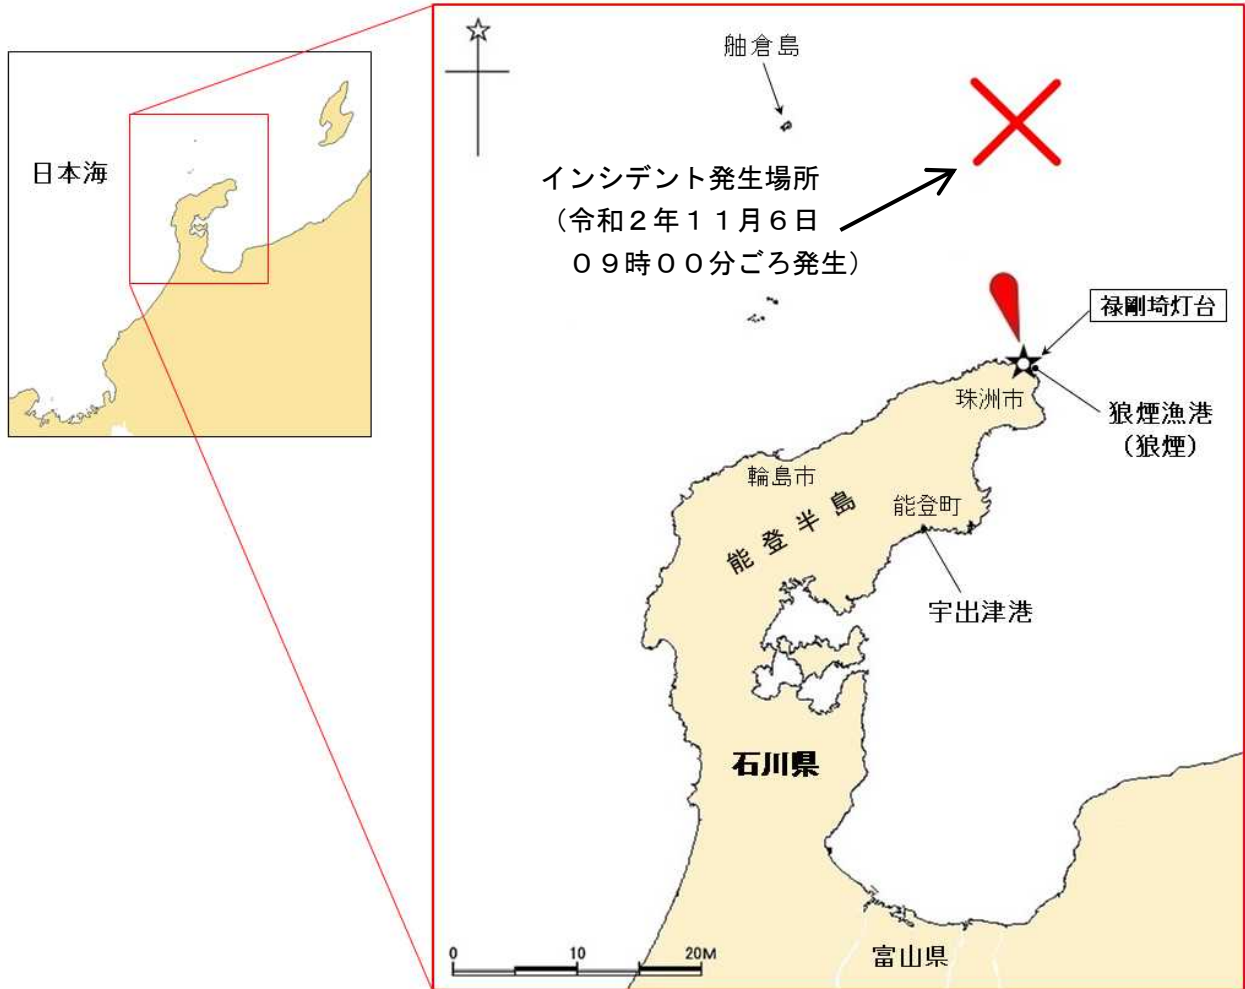 日本海
舳倉島
インシデント発生場所
（令和２年１１月６日
０９時００分ごろ発生）
禄剛埼灯台
狼煙漁港
（狼煙）
珠洲市
輪島市
能登町
能登半島
宇出津港
石川県
富山県
0 10 20M